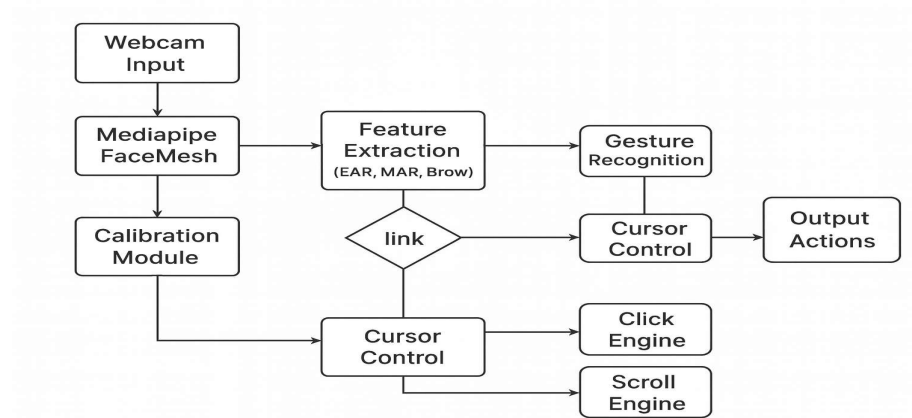 Webcam
Input
Mediapipe
FaceMesh
Feature
Extraction
(EAR, MAR, Brow)
Gesture
Recognition
Calibration
Module
link
Cursor
Control
Output
Actions
Cursor
Control
Click
Engine
Scroll
Engine